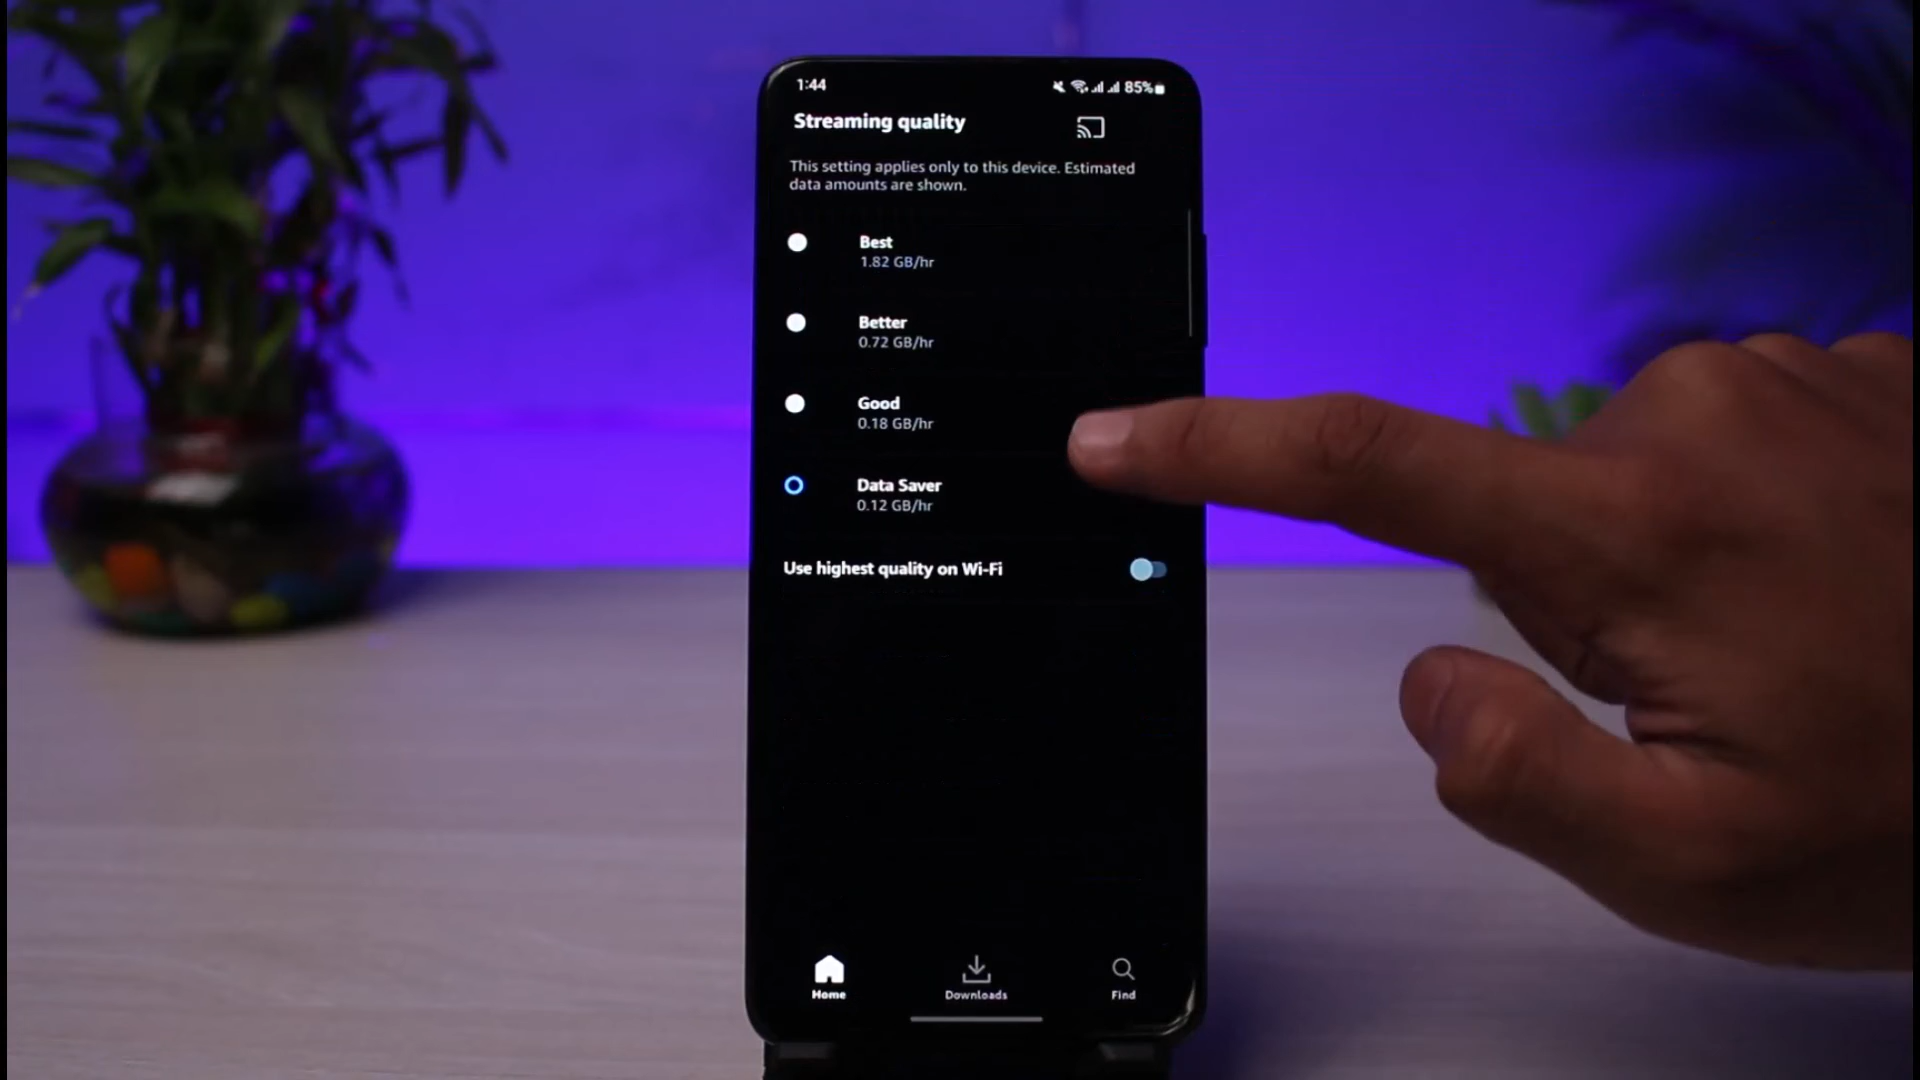 1:44
85%
Streaming quality
This setting applies only to this device. Estimated
data amounts are shown.
Best
1.82 GB/hr
Better
0.72 GB/hr
Good
0.18 GB/hr
Data Saver
0.12 GB/hr
Use highest quality on Wi-Fi
Home
Downloads
Find